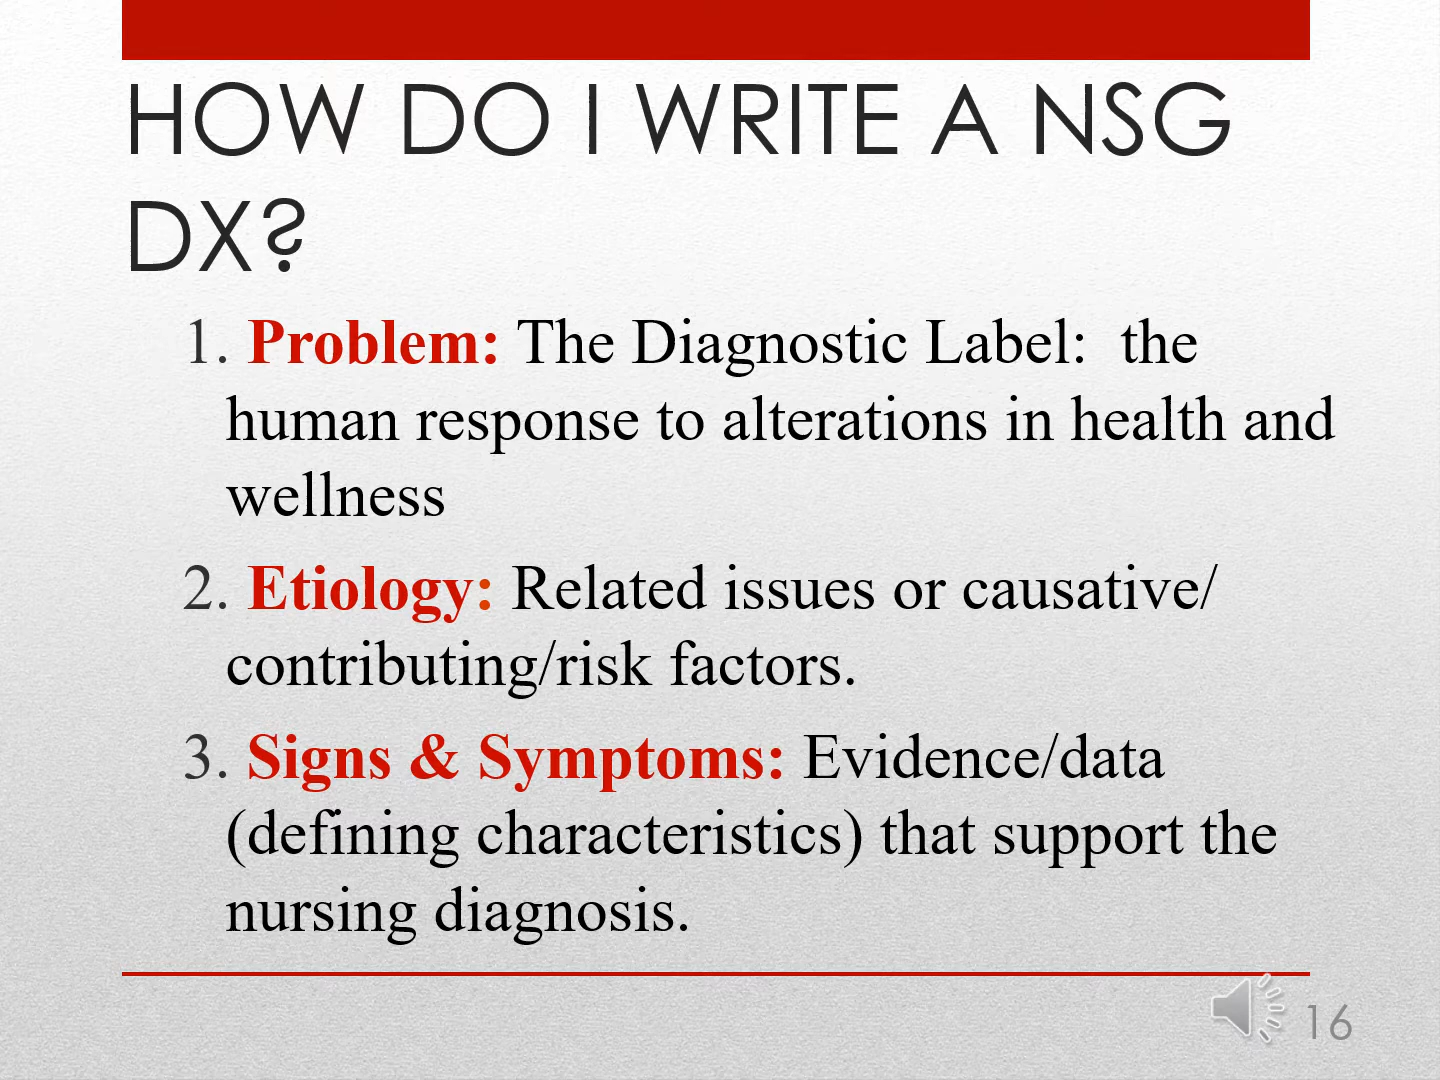 HOW DO I WRITE A NSG
DX?
1. Problem: The Diagnostic Label:  the
human response to alterations in health and
wellness
2. Etiology: Related issues or causative/
contributing/risk factors.
3. Signs & Symptoms: Evidence/data
(defining characteristics) that support the
nursing diagnosis.
16